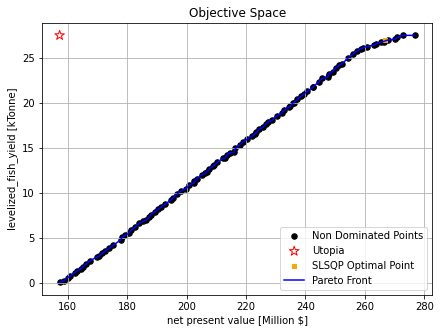 Objective Space
levelized_fish_yield [kTonne]
25
20
15
10
5
0
Non Dominated Points
Utopia
SLSQP Optimal Point
Pareto Front
160 180 200 220 240 260 280
net present value [Million $]